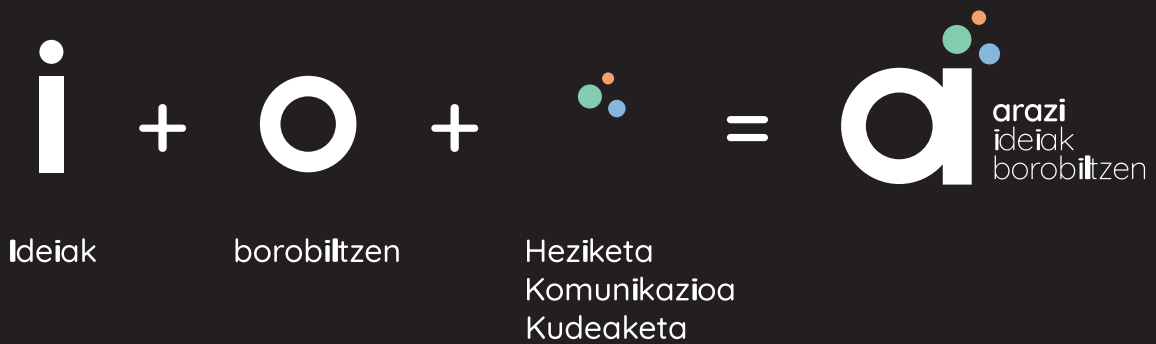 i + o + = a
arazi
ideiak
borobiltzen
Ideiak borobiltzen Heziketa
Komunikazioa
Kudeaketa